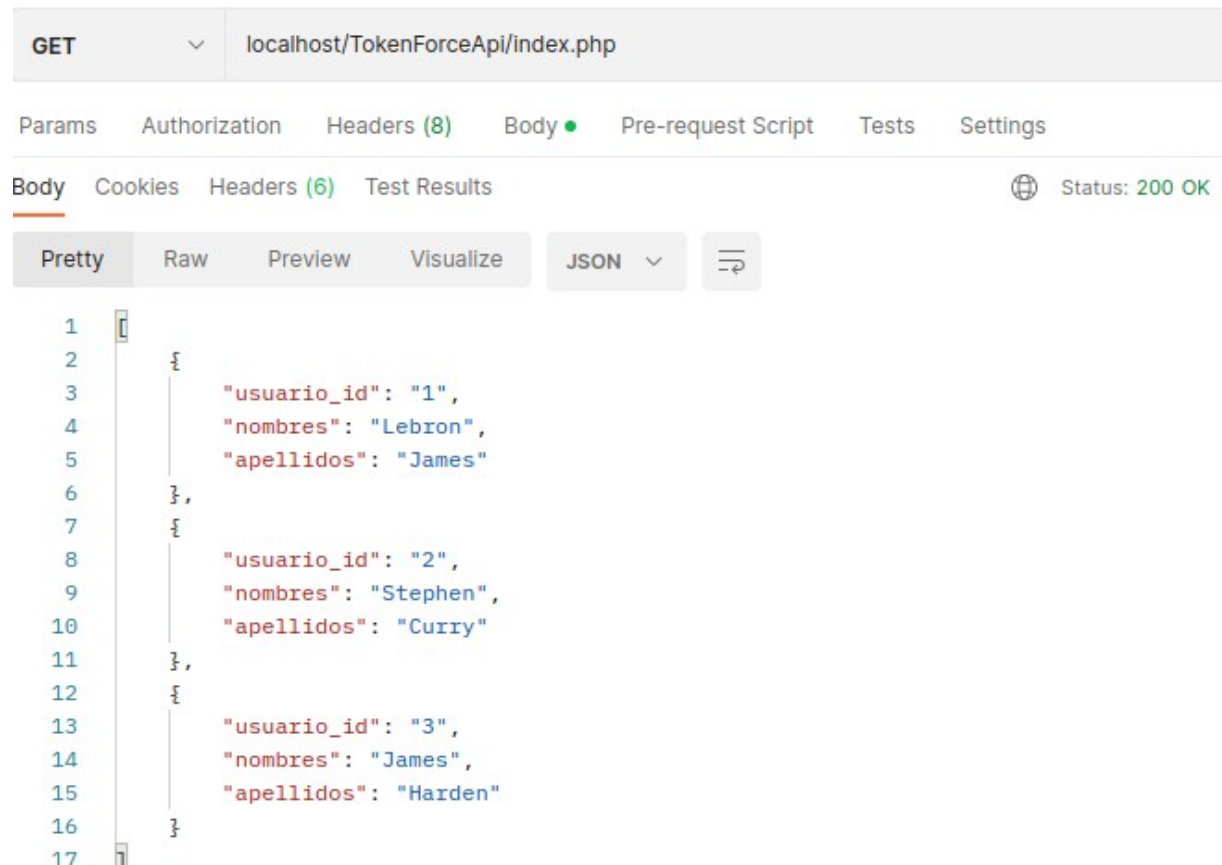 GET localhost/TokenForceApi/index.php
Params Authorization Headers (8) Body Pre-request Script Tests Settings
Body Cookies Headers (6) Test Results Status: 200 OK
Pretty Raw Preview Visualize JSON
1 [
2 {
3 "usuario_id": "1",
4 "nombres": "Lebron",
5 "apellidos": "James"
6 },
7 {
8 "usuario_id": "2",
9 "nombres": "Stephen",
10 "apellidos": "Curry"
11 },
12 {
13 "usuario_id": "3",
14 "nombres": "James",
15 "apellidos": "Harden"
16 }
17 ]